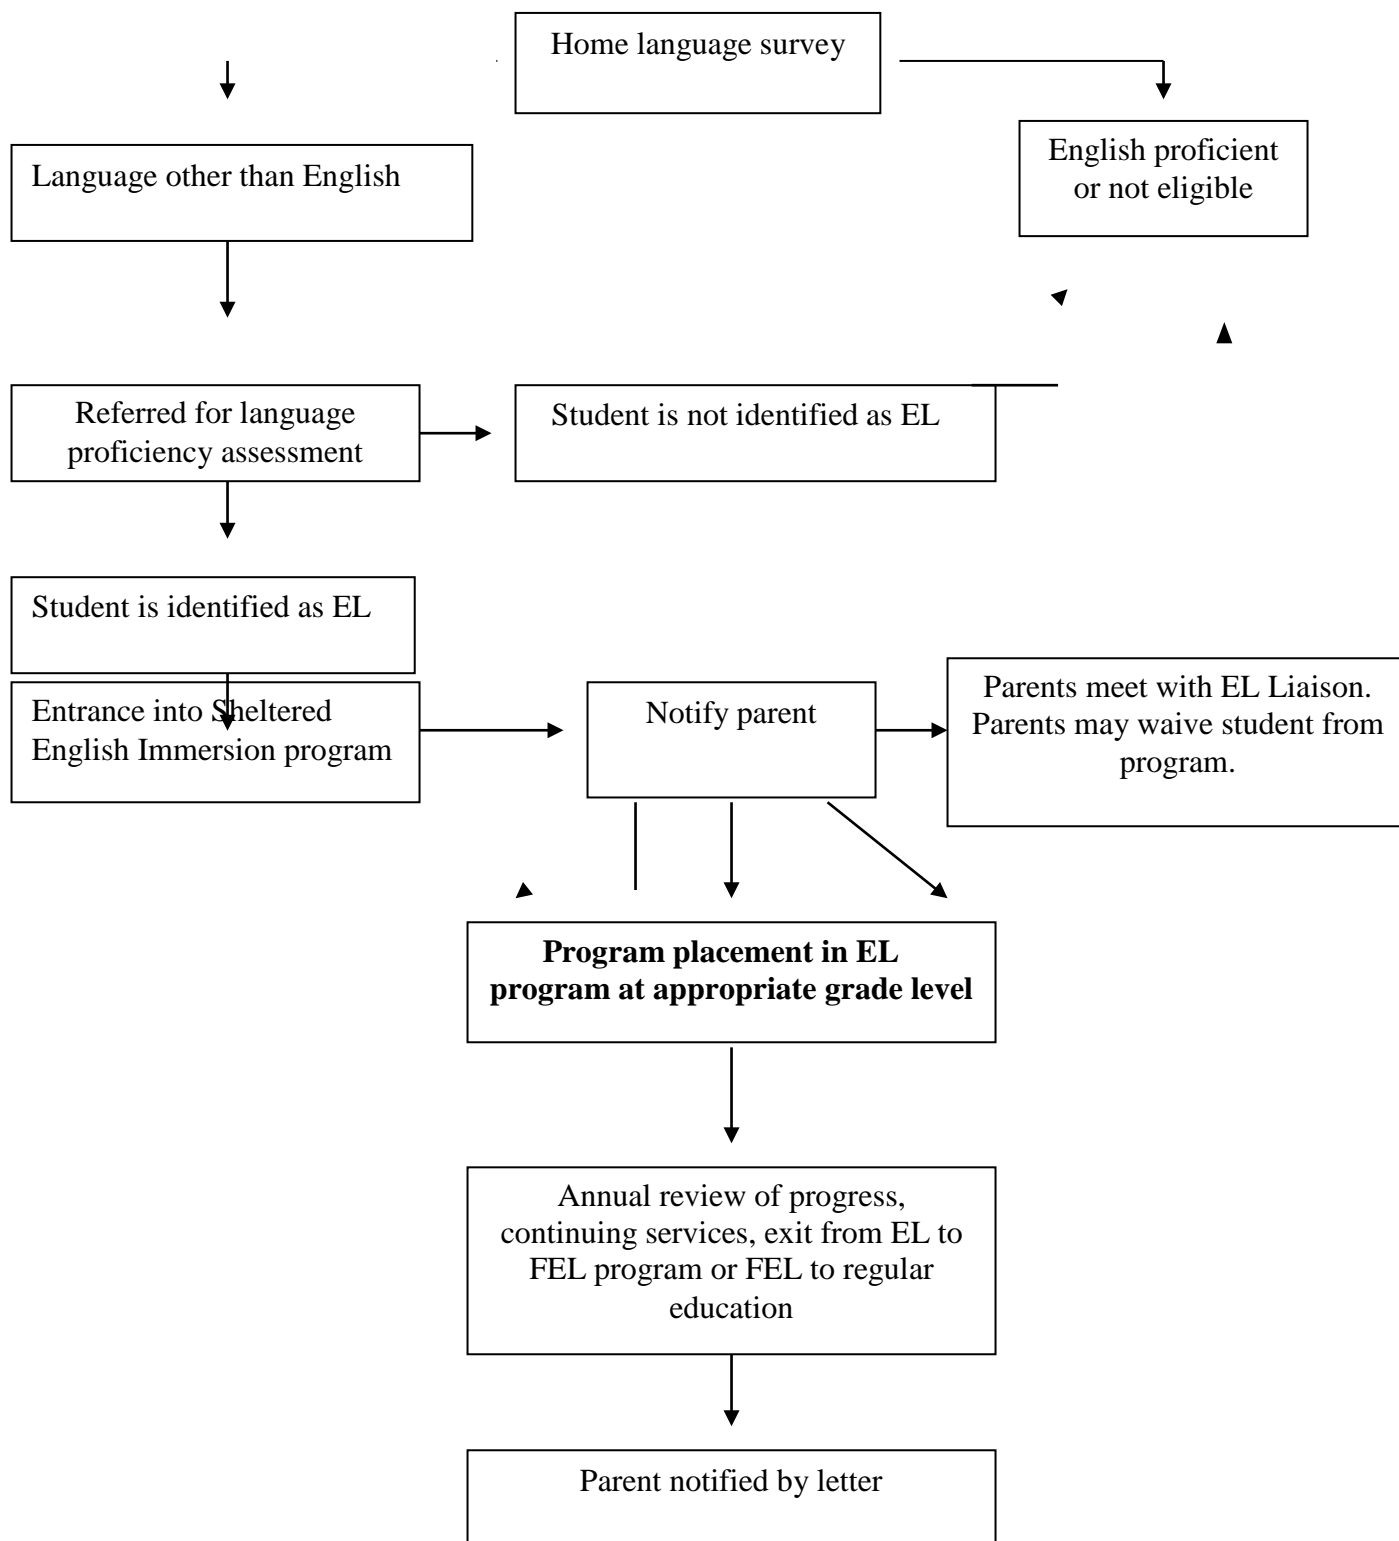 Home language survey
Language other than English
English proficient
or not eligible
Referred for language
proficiency assessment
Student is not identified as EL
Student is identified as EL
Entrance into Sheltered
English Immersion program
Notify parent
Parents meet with EL Liaison.
Parents may waive student from
program.
Program placement in EL
program at appropriate grade level
Annual review of progress,
continuing services, exit from EL to
FEL program or FEL to regular
education
Parent notified by letter